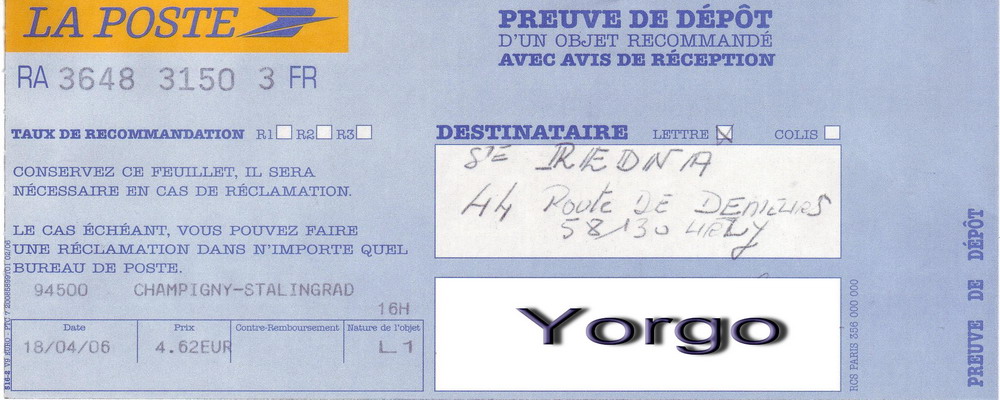 LA POSTE
PREUVE DE DÉPÔT
D'UN OBJET RECOMMANDÉ
AVEC AVIS DE RÉCEPTION
RA 3648 3150 3 FR
TAUX DE RECOMMANDATION R1 R2 R3
DESTINATAIRE LETTRE COLIS
STE REDNA
44 Route DE
58130
CONSERVEZ CE FEUILLET, IL SERA
NÉCESSAIRE EN CAS DE RÉCLAMATION.
LE CAS ÉCHÉANT, VOUS POUVEZ FAIRE
UNE RÉCLAMATION DANS N'IMPORTE QUEL
BUREAU DE POSTE.
94500 CHAMPIGNY-STALINGRAD
16H
Date Prix Contre-Remboursement Nature de l'objet
18/04/06 4.62EUR L 1
Yorgo
RCS PARIS 356 000 000
PREUVE DE DÉPÔT